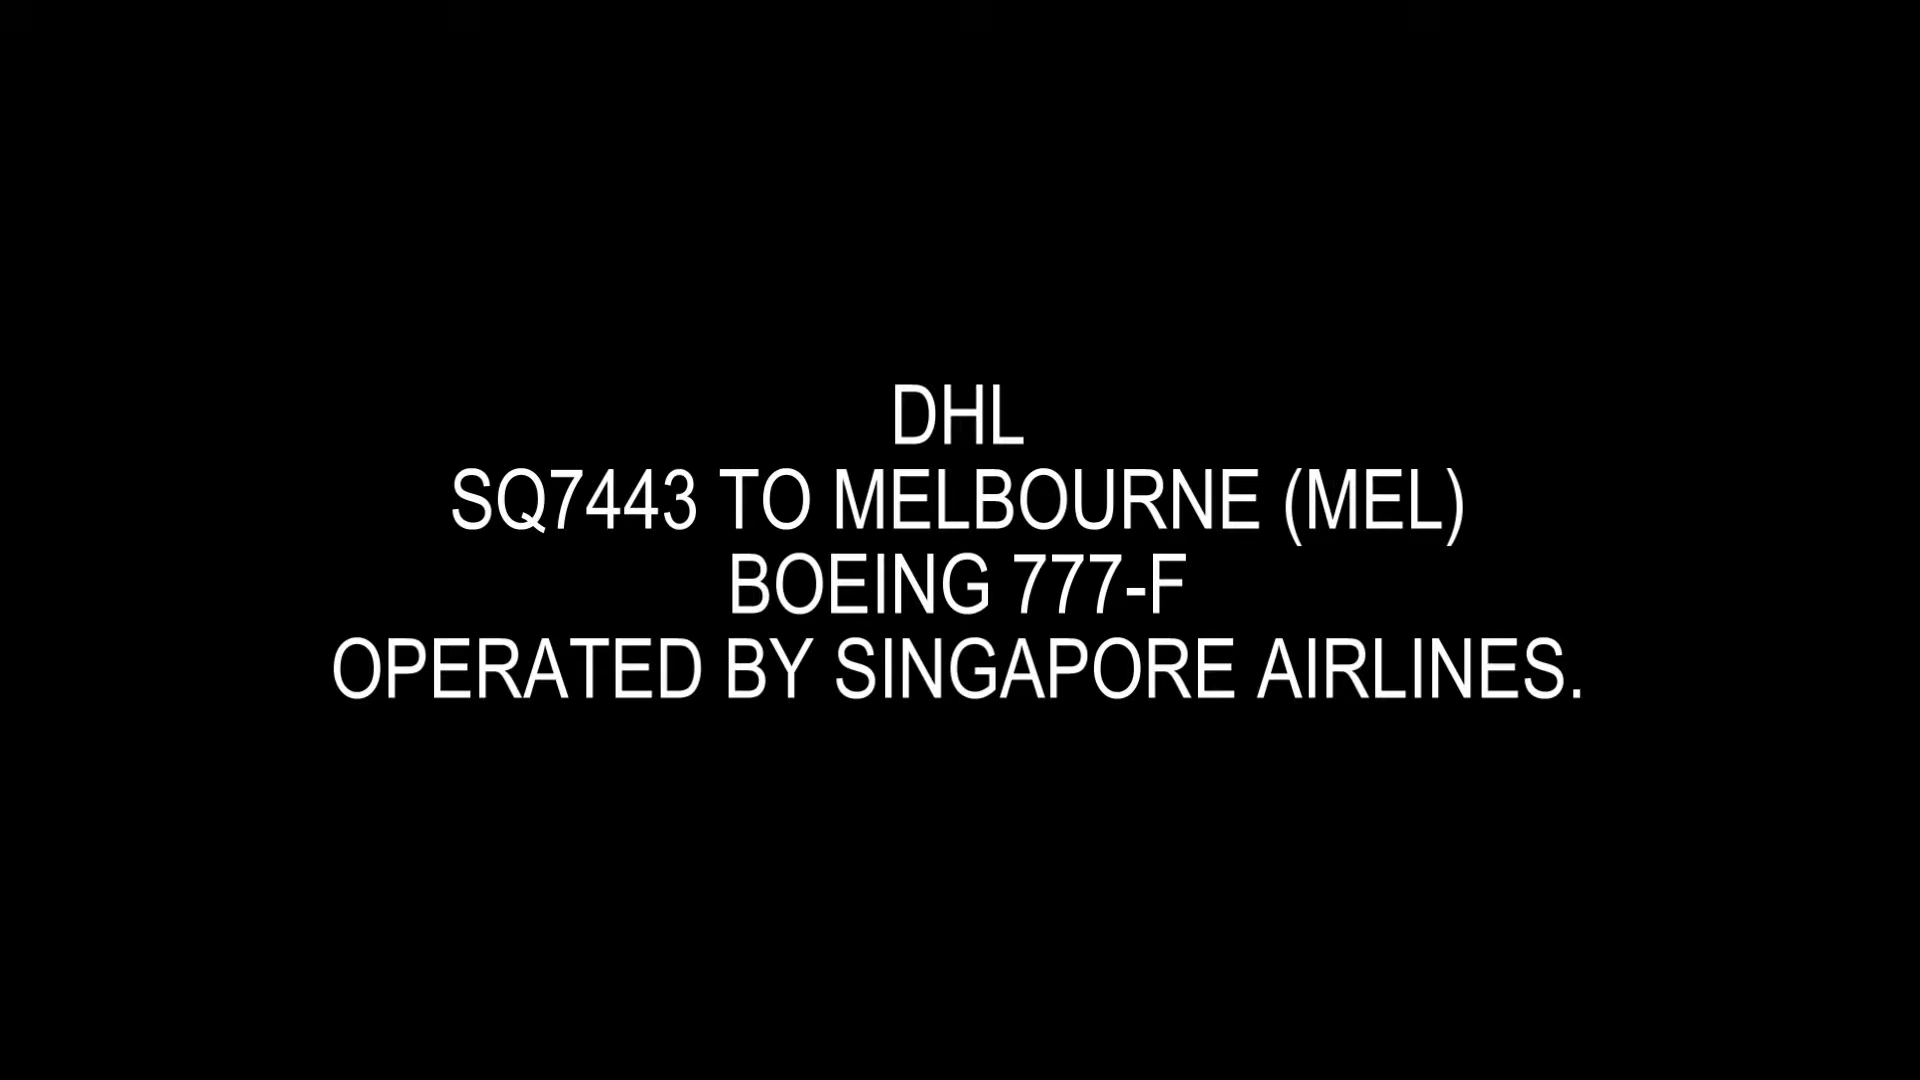 DHL
SQ7443 TO MELBOURNE (MEL)
BOEING 777-F
OPERATED BY SINGAPORE AIRLINES.